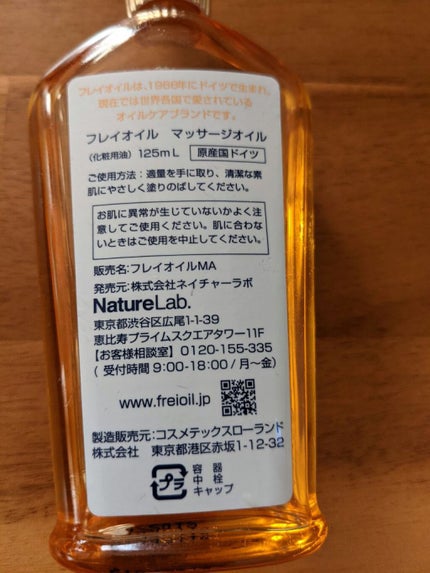 フレイオイルは、1966年にドイツで生まれ、
現在では世界各国で愛されている
オイルケアブランドです。
フレイオイル マッサージオイル
(化粧用油) 125mL 原産国ドイツ
ご使用方法:適量を手に取り、清潔な素
肌にやさしく塗りのばしてください。
お肌に異常が生じていないかよく注
意してご使用ください。肌に合わな
いときはご使用を中止してください。
販売名:フレイオイルMA
発売元:株式会社ネイチャーラボ
NatureLab.
東京都渋谷区広尾1-1-39
恵比寿プライムスクエアタワー11F
【お客様相談室】0120-155-335
(受付時間 9:00-18:00/月~金)
www.freioil.jp
製造販売元:コスメテックスローランド
株式会社 東京都港区赤坂1-12-32
プラ
容器
中栓
キャップ